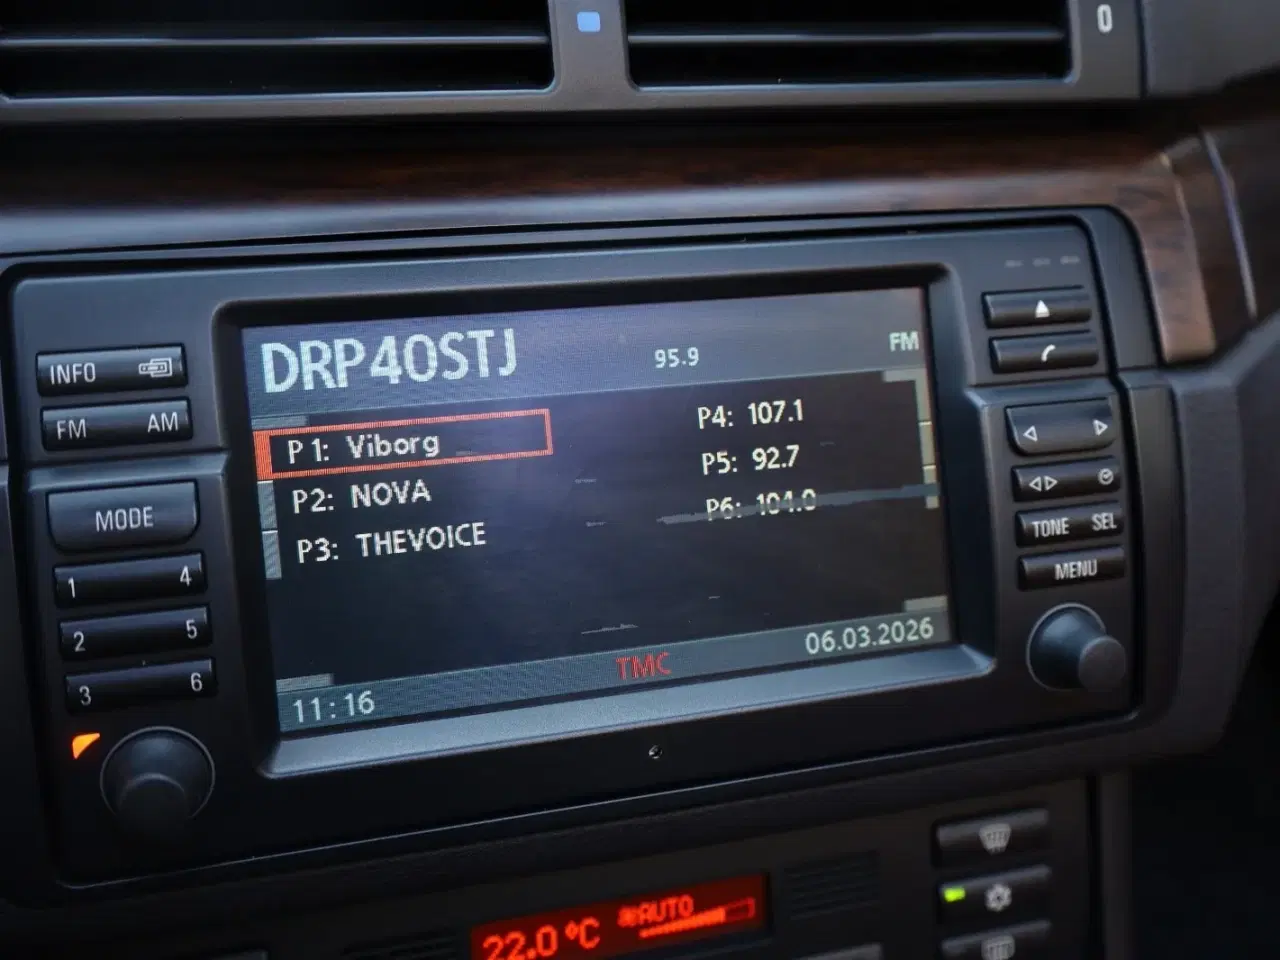 0
INFO
FM AM
MODE
1 4
2 5
3 6
DRP4OSTJ 95.9 FM
P1: Viborg
P2: NOVA
P3: THEVOICE
P4: 107.1
P5: 92.7
P6: 104.0
11:16 TMC 06.03.2026
TONE SEL
MENU
22.0 °C AUTO